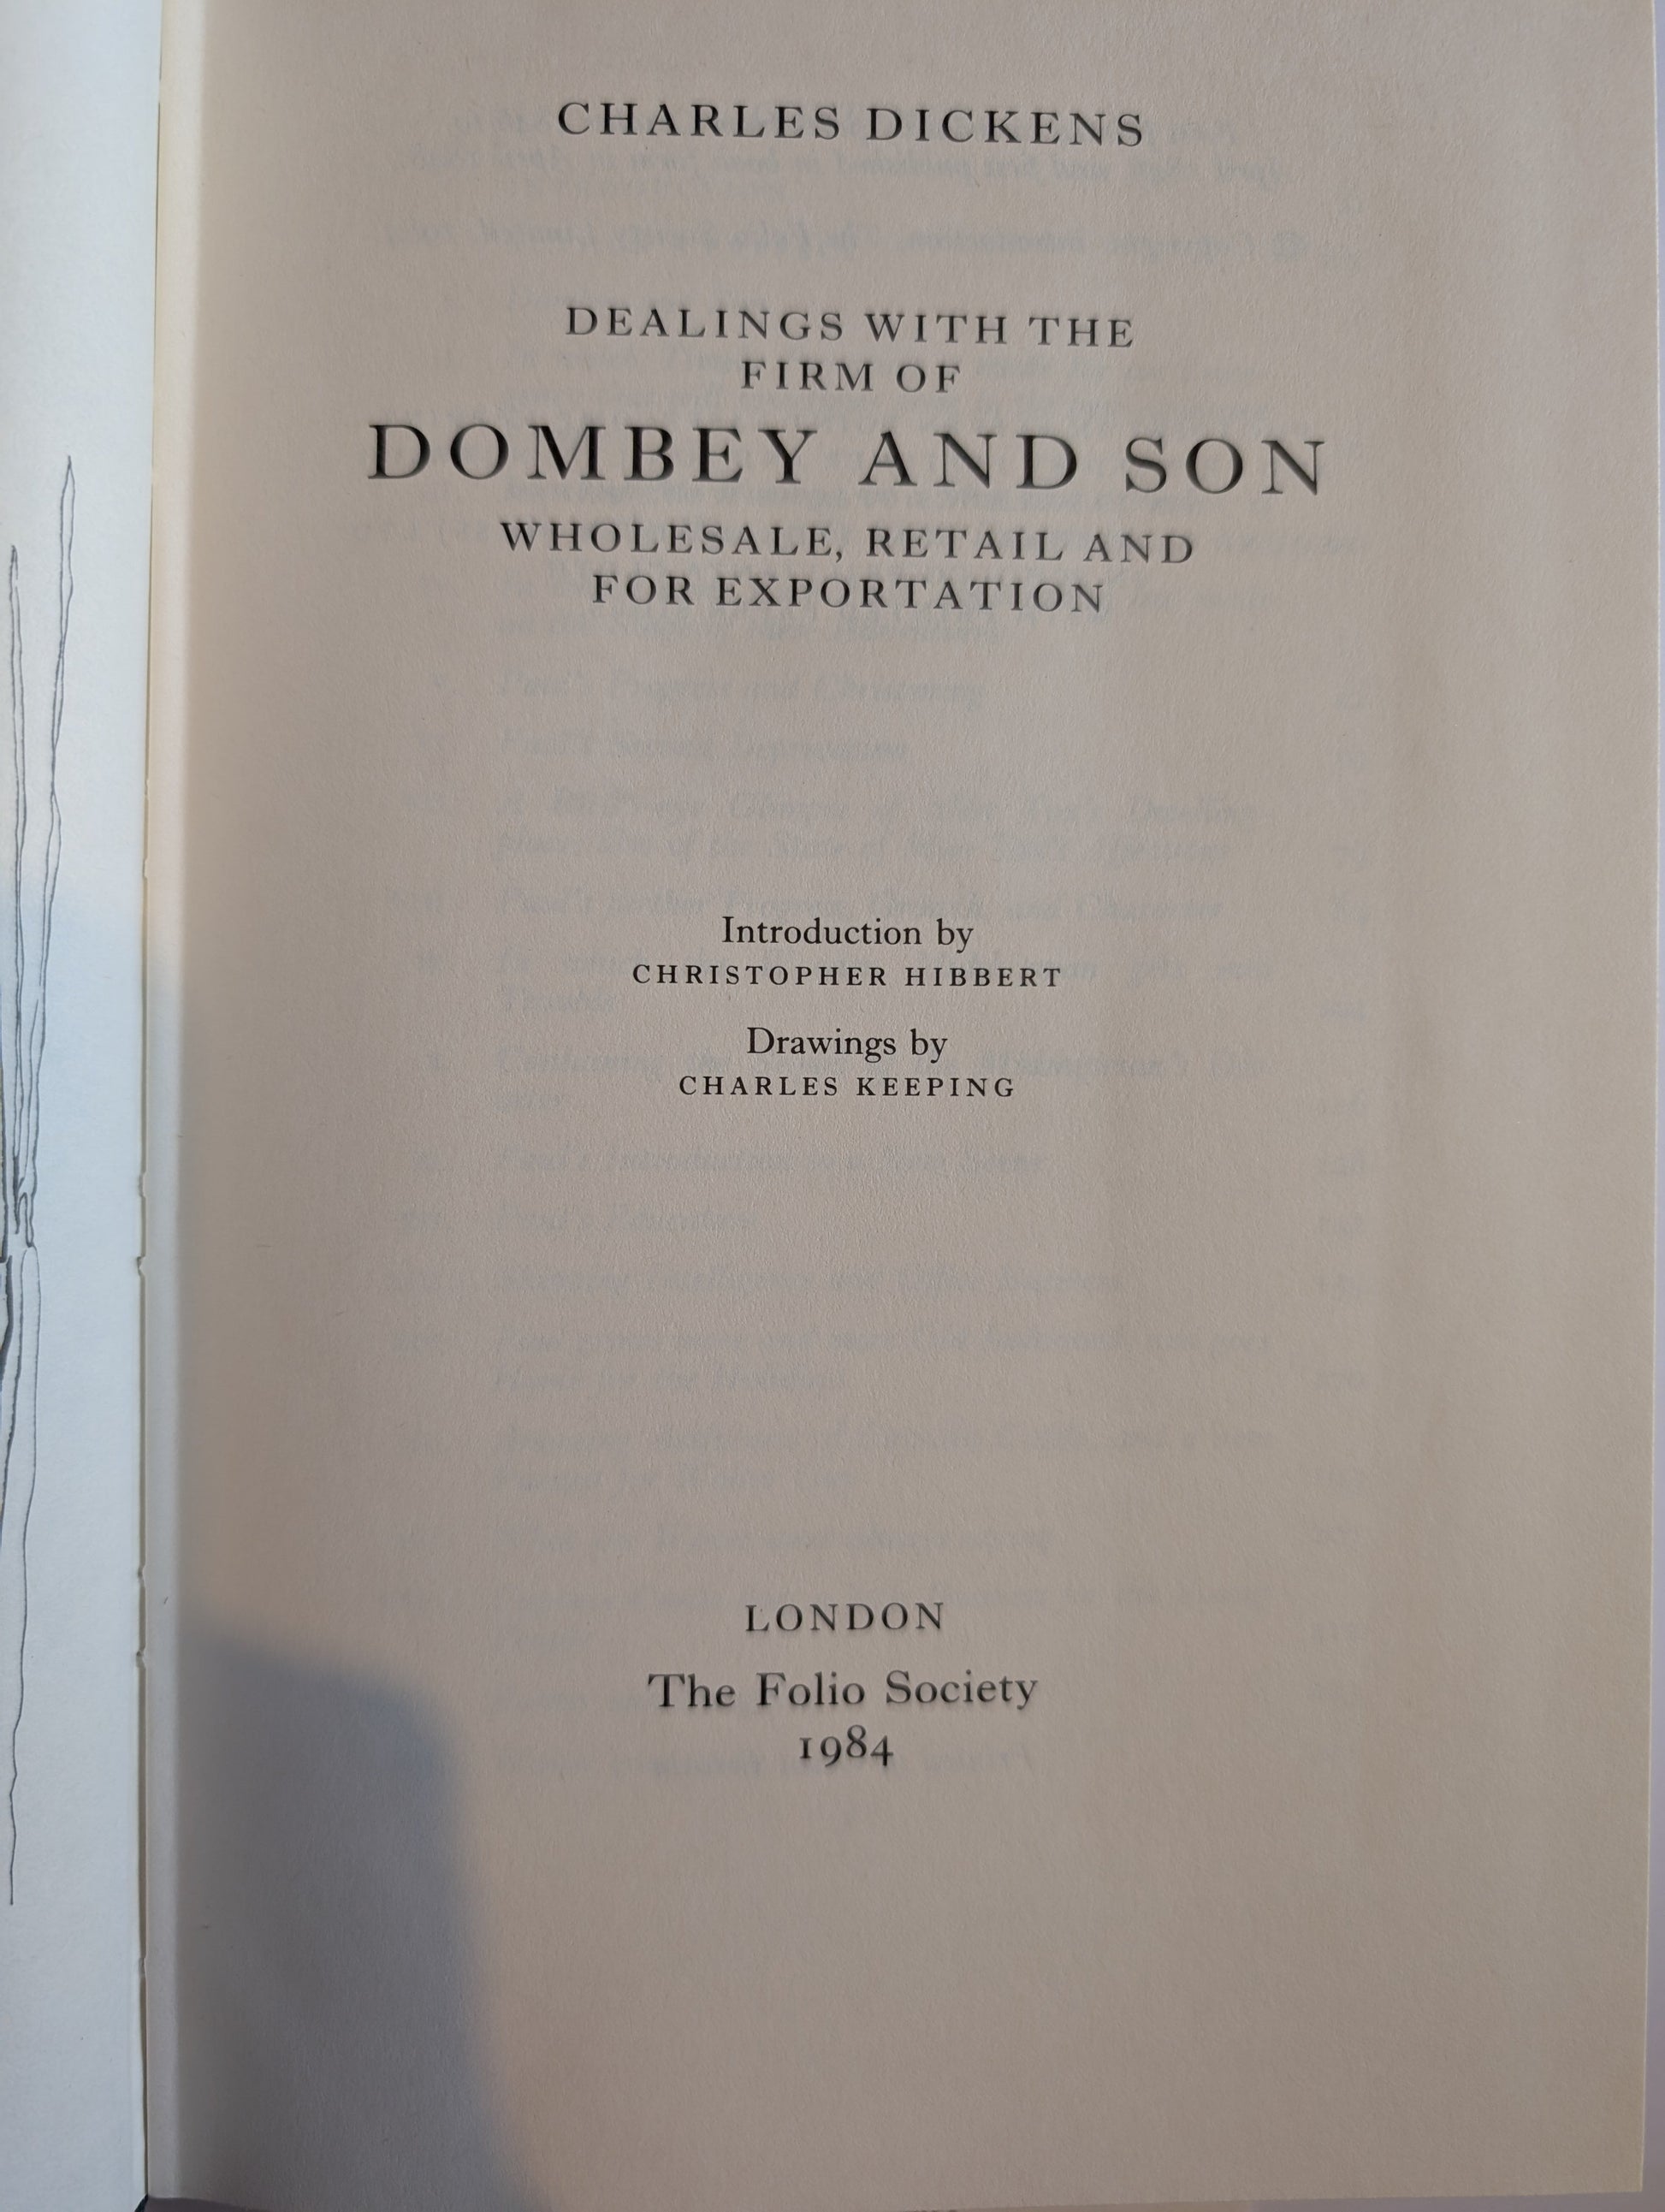 CHARLES DICKENS
DEALINGS WITH THE
FIRM OF
DOMBEY AND SON
WHOLESALE, RETAIL AND
FOR EXPORTATION
Introduction by
CHRISTOPHER HIBBERT
Drawings by
CHARLES KEEPING
LONDON
The Folio Society
1984